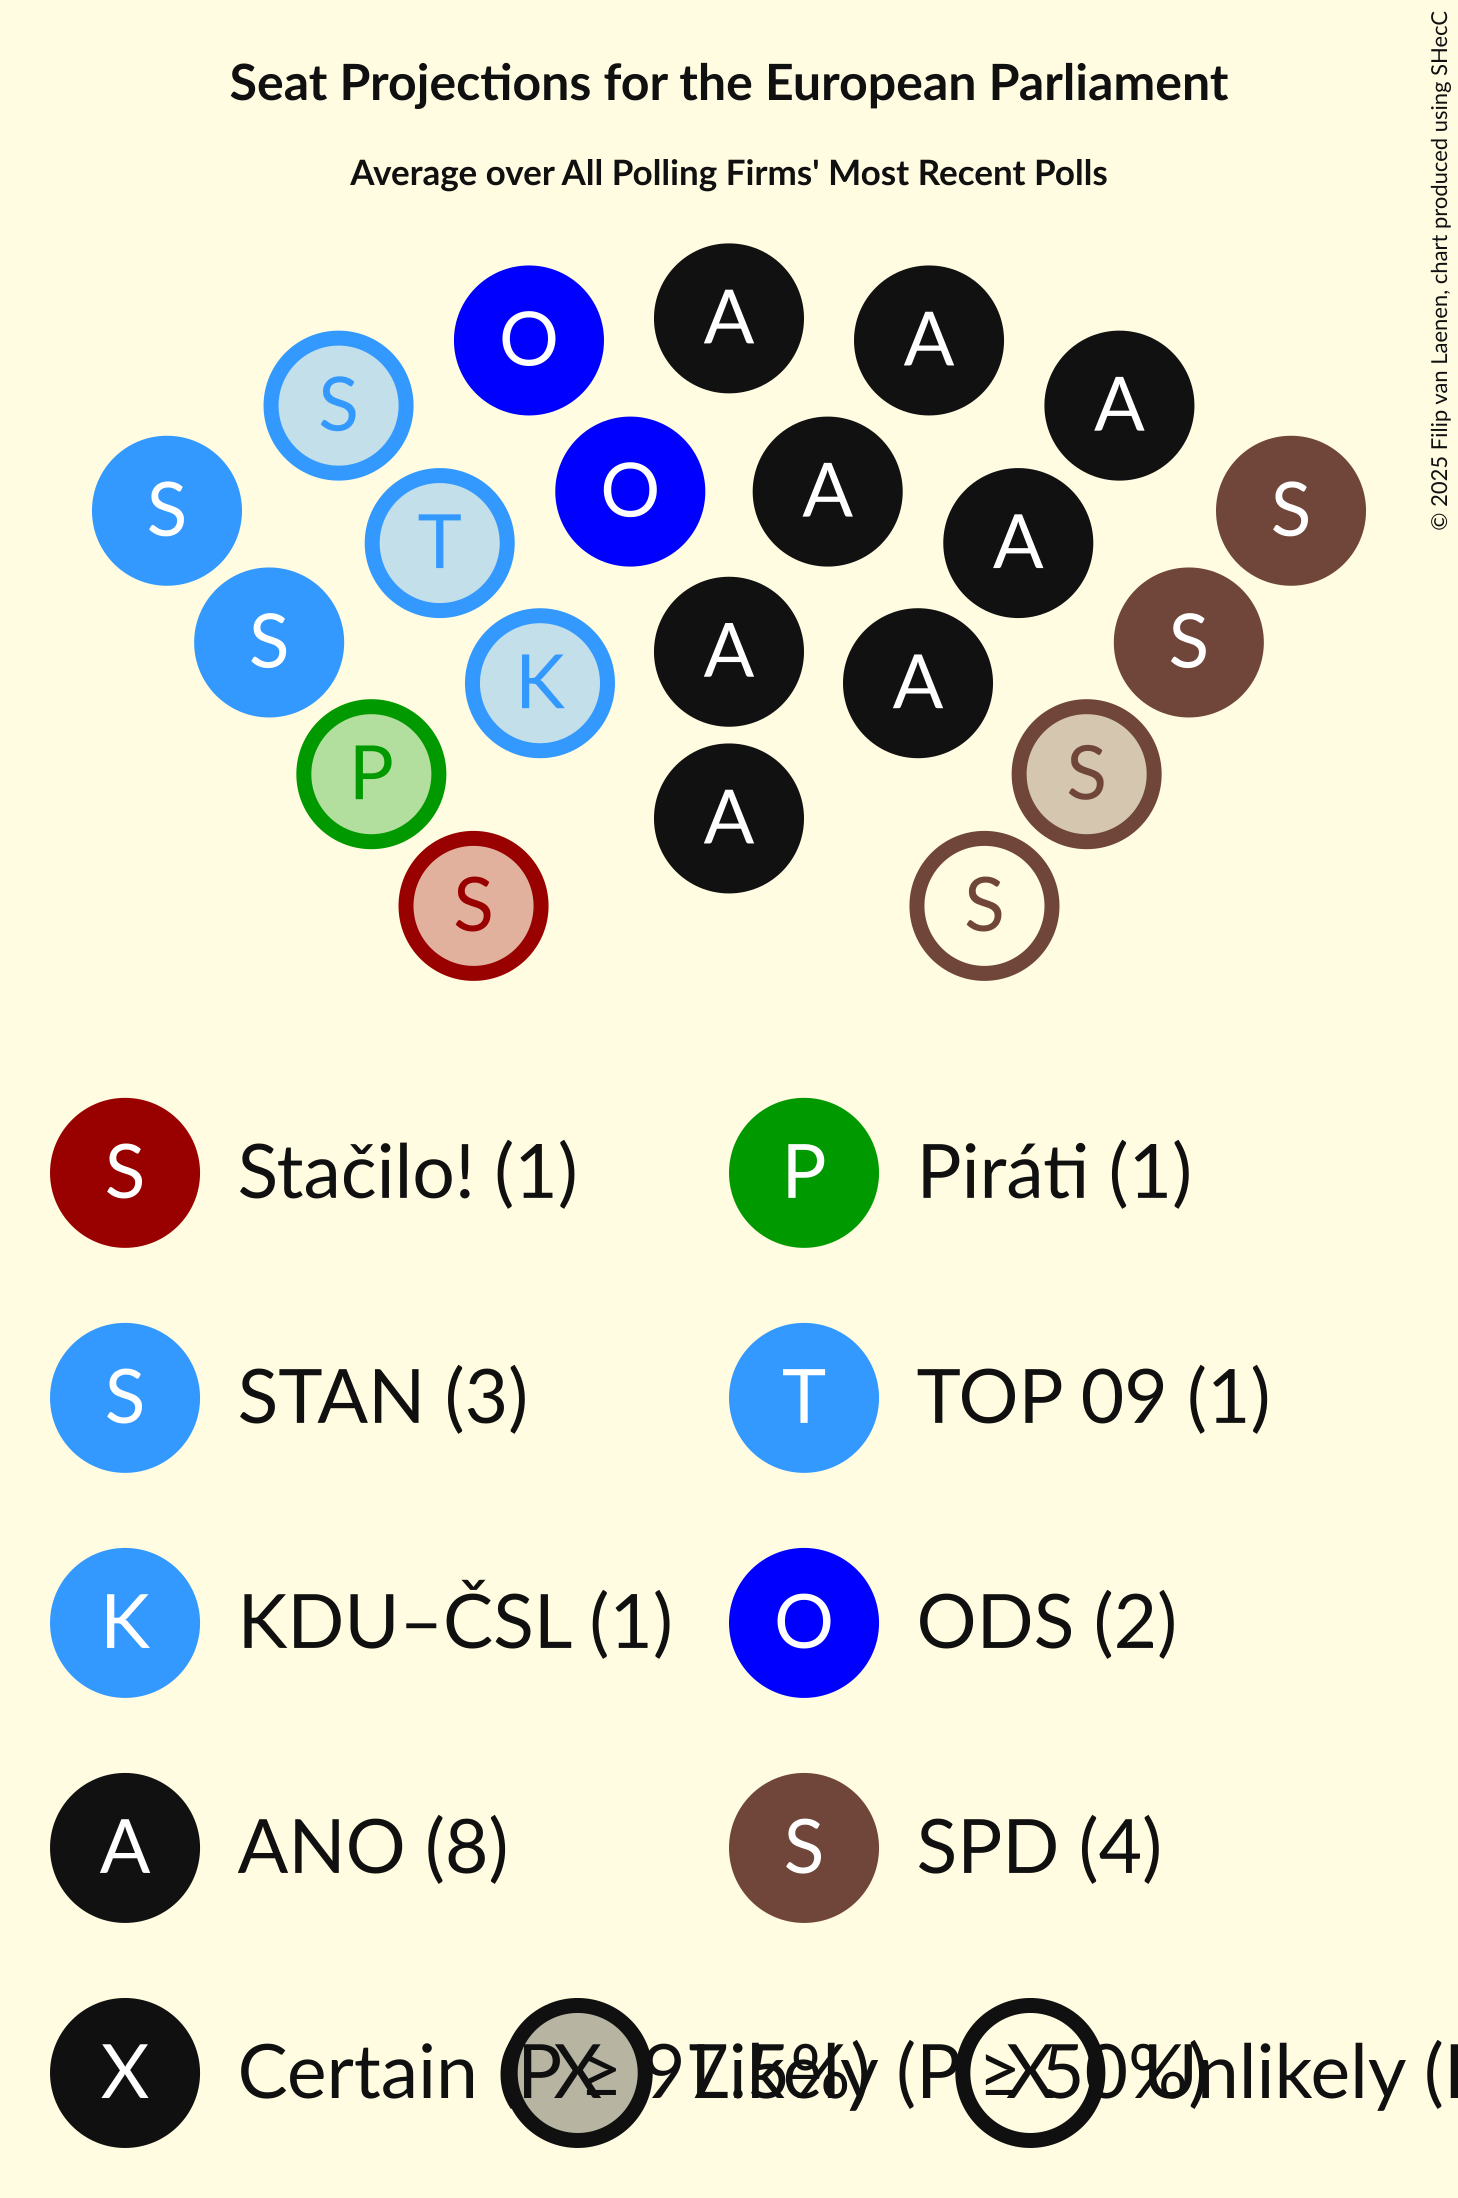 Seat Projections for the European Parliament
Average over All Polling Firms' Most Recent Polls
© 2025 Filip van Laenen, chart produced using SHecC
A
O A
S A
S O A S
T A
S A S
K A
P A S
S S
S Stačilo! (1) P Piráti (1)
S STAN (3) T TOP 09 (1)
K KDU–ČSL (1) O ODS (2)
A ANO (8) S SPD (4)
X Certain (P ≥ 97.5%) X Likely (P ≥ 50%) X Unlikely (